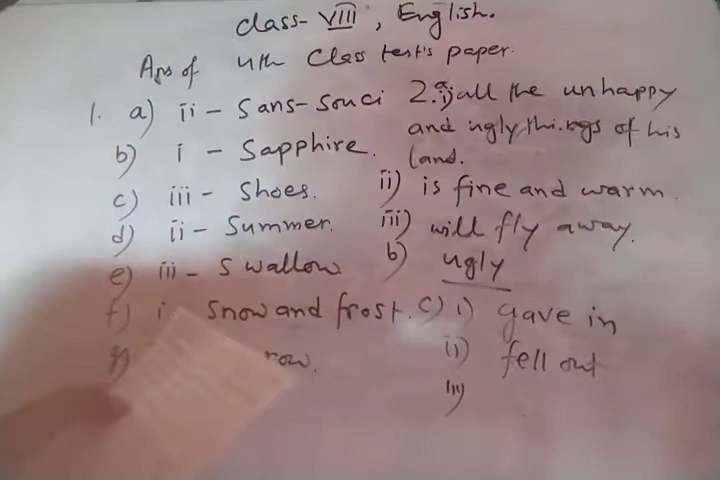 Class - VIII, English.
Ans of 4th Class test's paper.
1. a) ii - Sans-Souci
b) i - Sapphire.
c) iii - Shoes.
d) ii - Summer.
e) iii - Swallow
f) i Snow and frost.
g) row.
2. a) i) all the unhappy
and ugly things of his
land.
ii) is fine and warm.
iii) will fly away.
b) ugly
c) i) gave in
ii) fell out
iii)